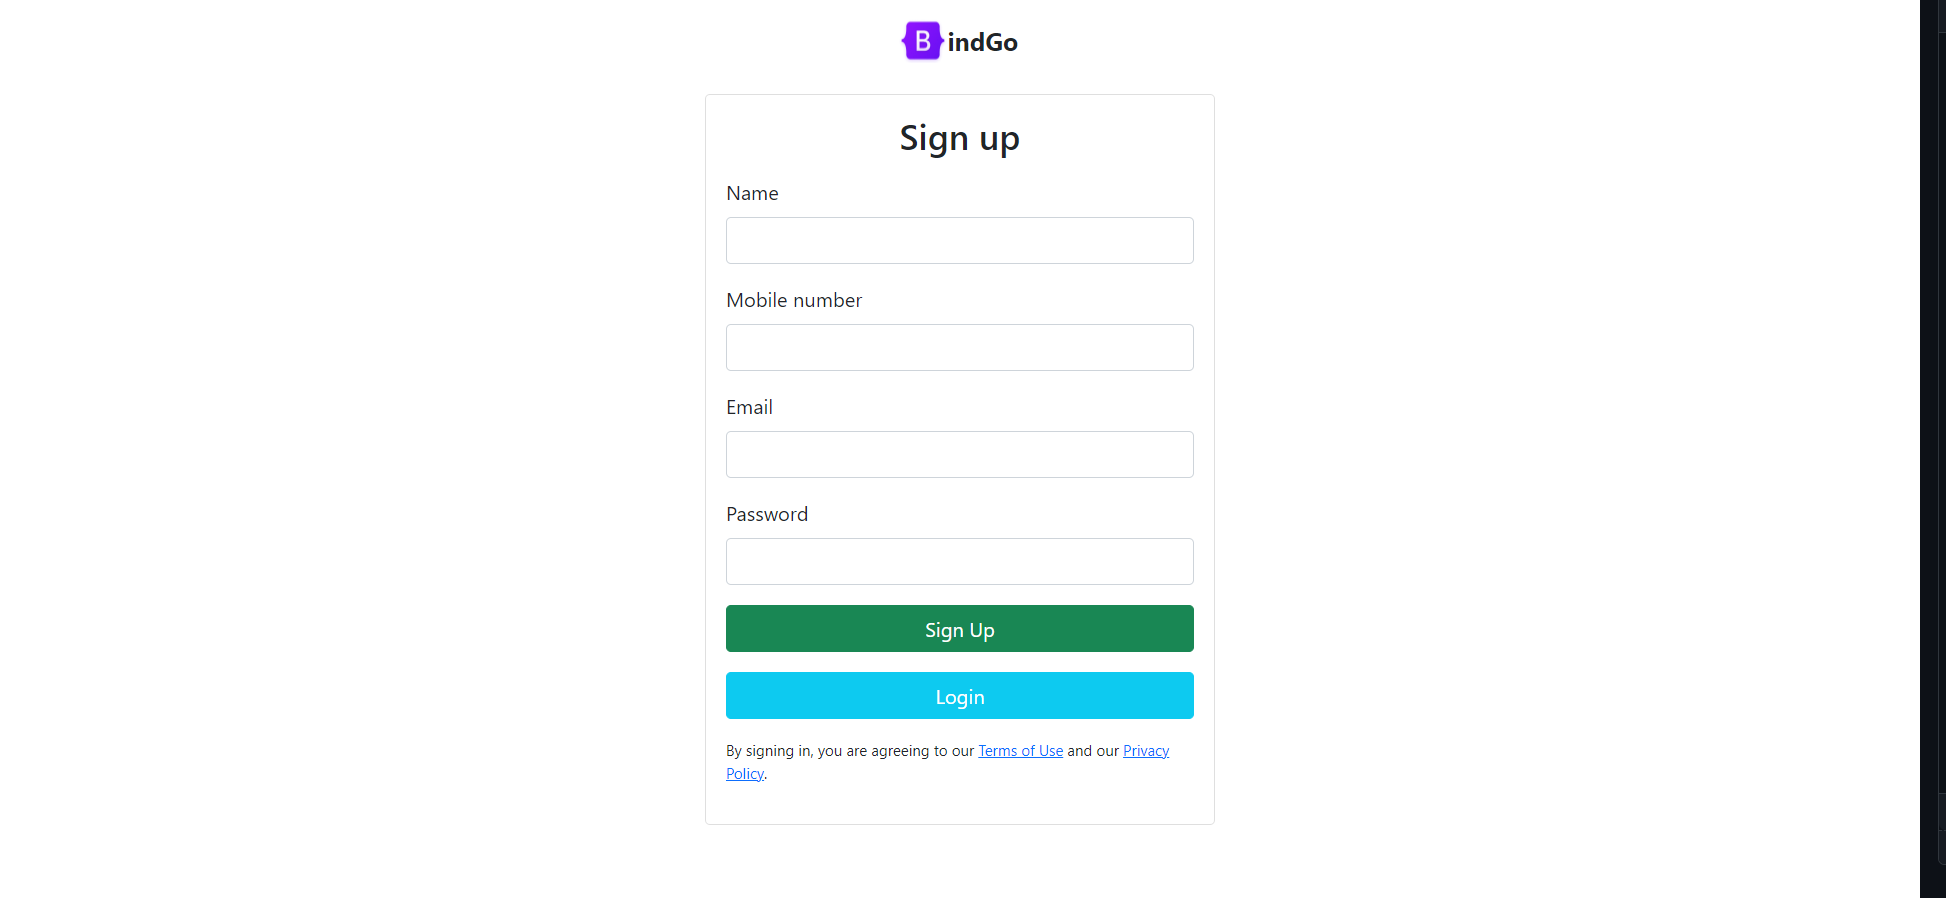 BindGo
Sign up
Name
Mobile number
Email
Password
Sign Up
Login
By signing in, you are agreeing to our Terms of Use and our Privacy
Policy.